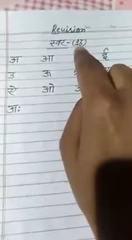 Revision
स्वर-(13)
अ आ ई
उ ऊ
ऐ ओ
अः